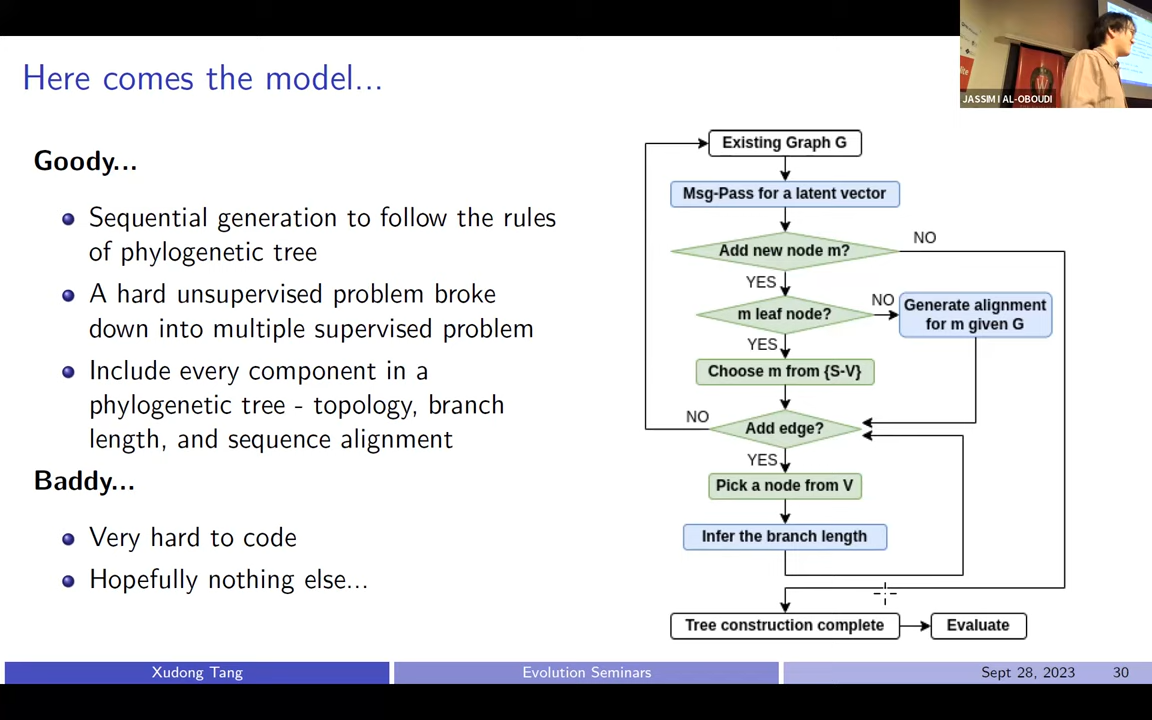 Here comes the model...
JASSIM I AL-OBOUDI
Goody...
Sequential generation to follow the rules
of phylogenetic tree
A hard unsupervised problem broke
down into multiple supervised problem
Include every component in a
phylogenetic tree - topology, branch
length, and sequence alignment
Baddy...
Very hard to code
Hopefully nothing else...
Existing Graph G
Msg-Pass for a latent vector
Add new node m?
NO
YES
m leaf node?
NO
Generate alignment
for m given G
YES
Choose m from {S-V}
Add edge?
NO
YES
Pick a node from V
Infer the branch length
Tree construction complete
Evaluate
Xudong Tang
Evolution Seminars
Sept 28, 2023
30